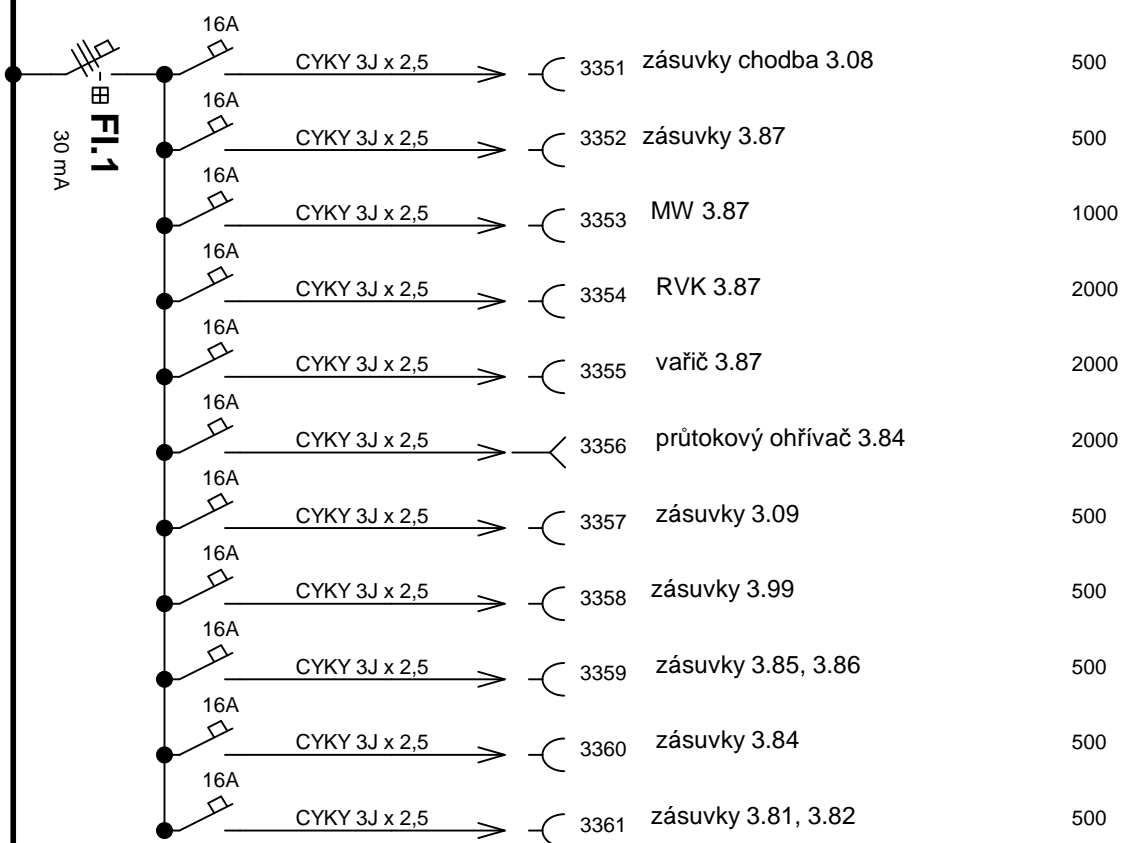 16A
CYKY 3J x 2,5 3351 zásuvky chodba 3.08 500
FI.1
30 mA
16A
CYKY 3J x 2,5 3352 zásuvky 3.87 500
16A
CYKY 3J x 2,5 3353 MW 3.87 1000
16A
CYKY 3J x 2,5 3354 RVK 3.87 2000
16A
CYKY 3J x 2,5 3355 vařič 3.87 2000
16A
CYKY 3J x 2,5 3356 průtokový ohřívač 3.84 2000
16A
CYKY 3J x 2,5 3357 zásuvky 3.09 500
16A
CYKY 3J x 2,5 3358 zásuvky 3.99 500
16A
CYKY 3J x 2,5 3359 zásuvky 3.85, 3.86 500
16A
CYKY 3J x 2,5 3360 zásuvky 3.84 500
16A
CYKY 3J x 2,5 3361 zásuvky 3.81, 3.82 500